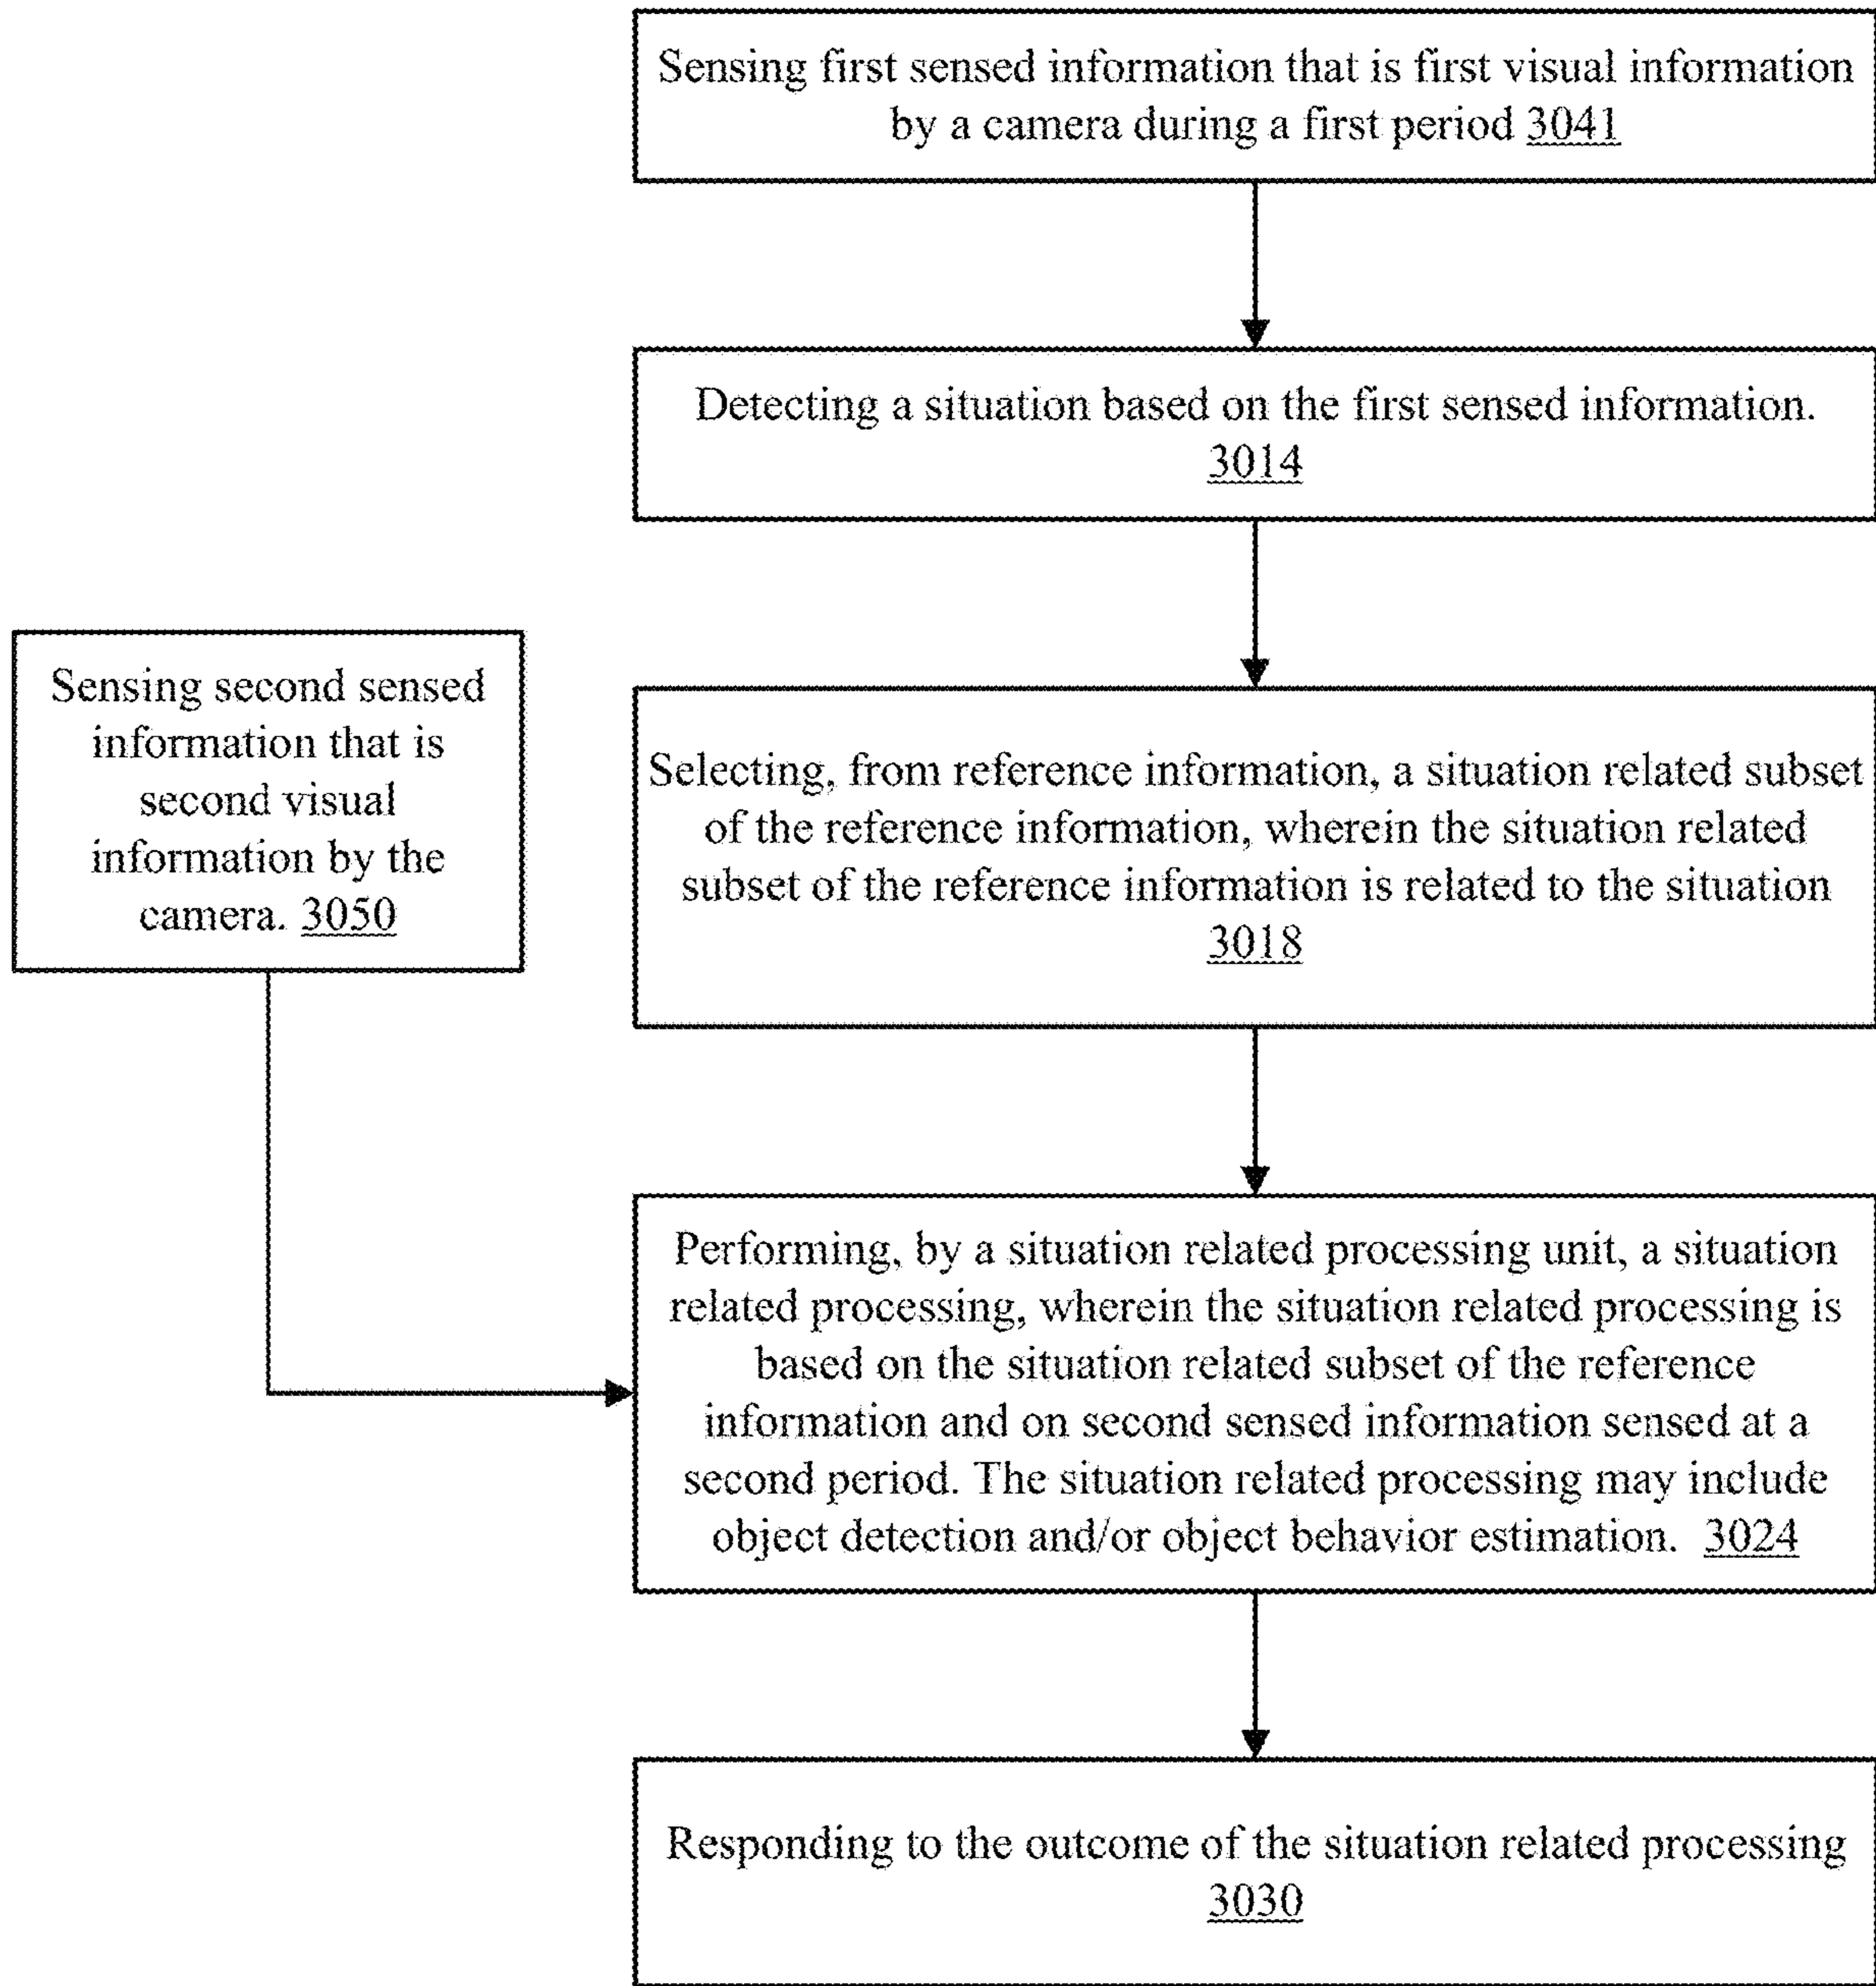 Sensing first sensed information that is first visual information
by a camera during a first period 3041
Detecting a situation based on the first sensed information.
3014
Sensing second sensed
information that is
second visual
information by the
camera. 3050
Selecting, from reference information, a situation related subset
of the reference information, wherein the situation related
subset of the reference information is related to the situation
3018
Performing, by a situation related processing unit, a situation
related processing, wherein the situation related processing is
based on the situation related subset of the reference
information and on second sensed information sensed at a
second period. The situation related processing may include
object detection and/or object behavior estimation. 3024
Responding to the outcome of the situation related processing
3030